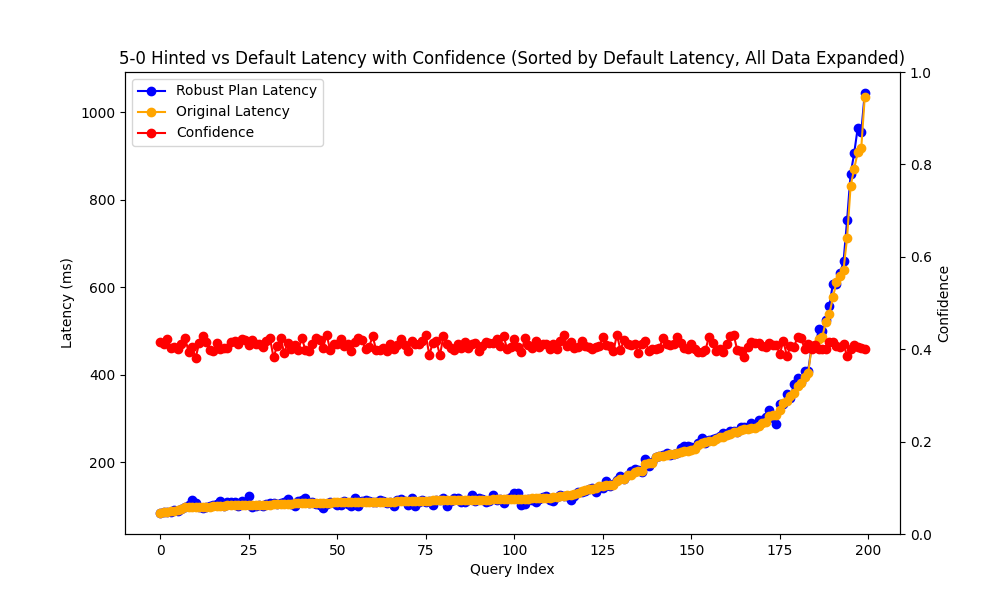 5-0 Hinted vs Default Latency with Confidence (Sorted by Default Latency, All Data Expanded)
Robust Plan Latency
Original Latency
Confidence
Latency (ms)
1000
800
600
400
200
1.0
0.8
0.6
0.4
0.2
0.0
Confidence
0 25 50 75 100 125 150 175 200
Query Index